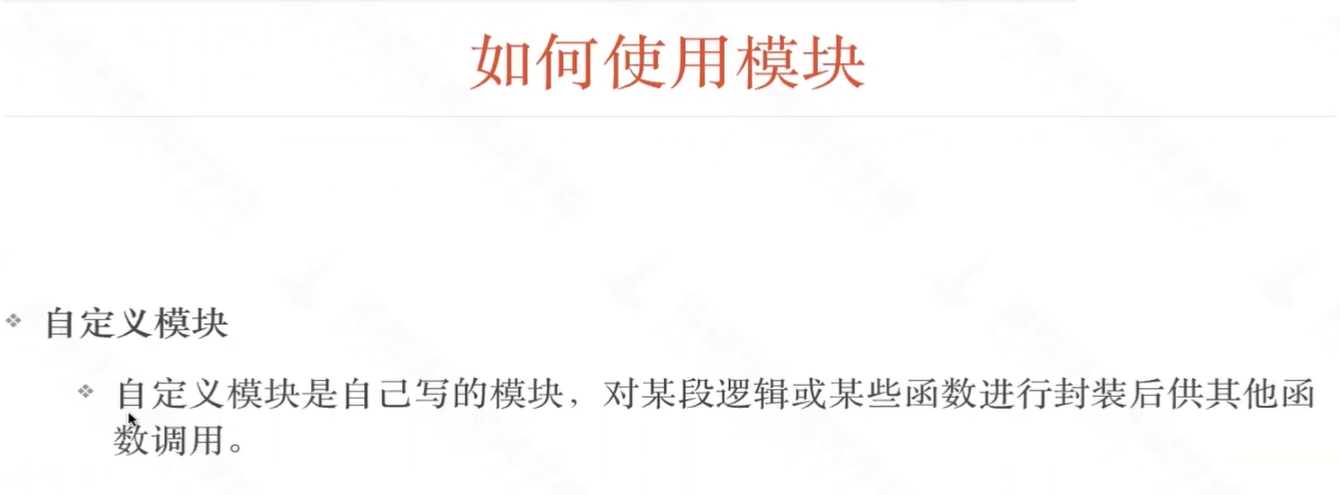 如何使用模块
自定义模块
自定义模块是自己写的模块，对某段逻辑或某些函数进行封装后供其他函
数调用。